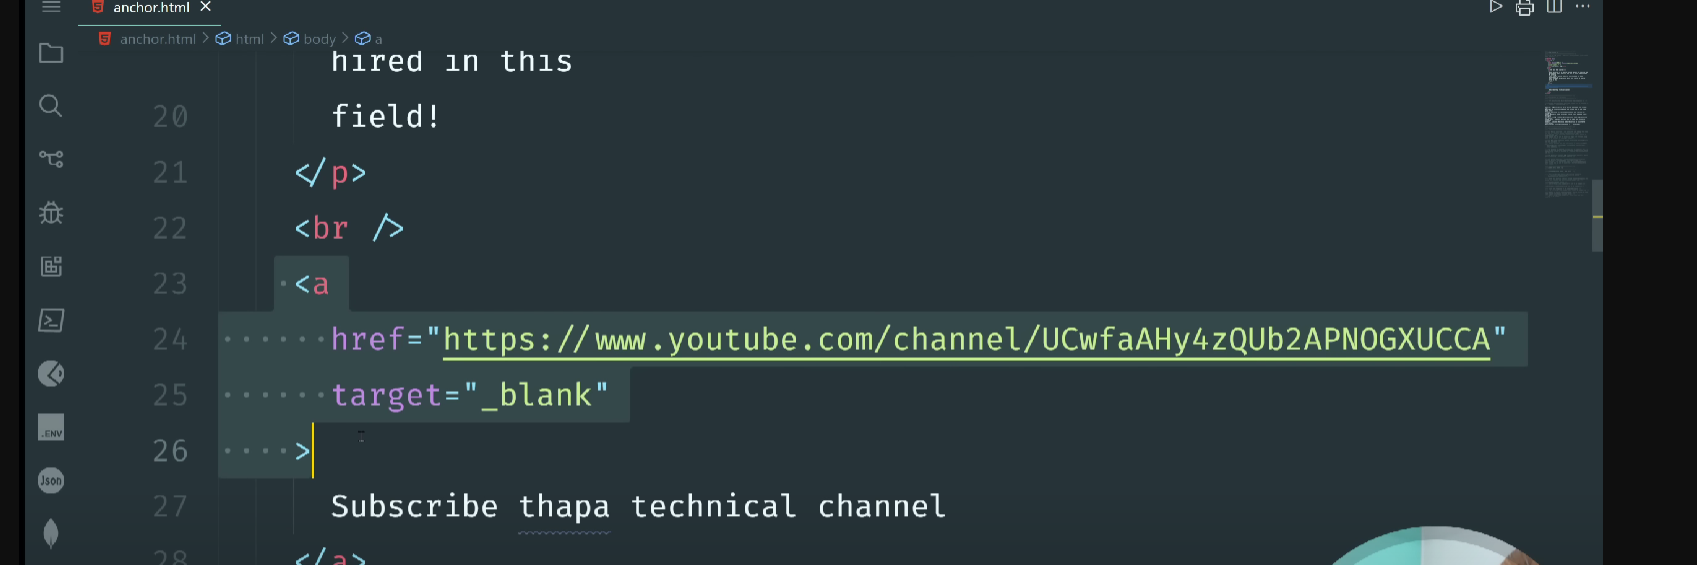 anchor.html
anchor.html > html > body > a
hired in this
20 field!
21 </p>
22 <br />
23 <a
24 href="https://www.youtube.com/channel/UCwfaAHy4zQUb2APNOGXUCCA"
25 target="_blank"
.ENV
26 >
Json
27 Subscribe thapa technical channel
28 </a>